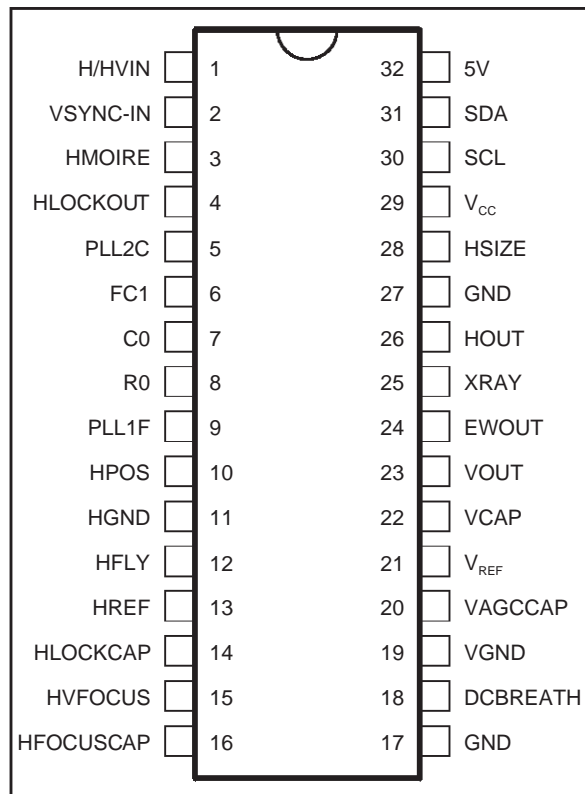 H/HVIN 1 32 5V
VSYNC-IN 2 31 SDA
HMOIRE 3 30 SCL
HLOCKOUT 4 29 VCC
PLL2C 5 28 HSIZE
FC1 6 27 GND
C0 7 26 HOUT
R0 8 25 XRAY
PLL1F 9 24 EWOUT
HPOS 10 23 VOUT
HGND 11 22 VCAP
HFLY 12 21 VREF
HREF 13 20 VAGCCAP
HLOCKCAP 14 19 VGND
HVFOCUS 15 18 DCBREATH
HFOCUSCAP 16 17 GND